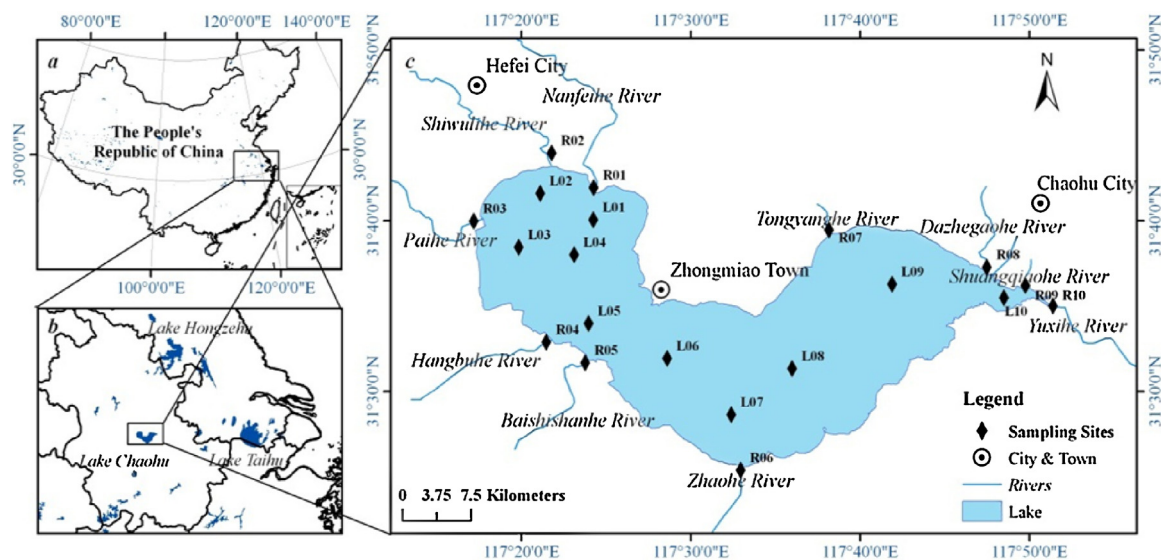 80°0'0"E
120°0'0"E
140°0'0"E
a
The People's
Republic of China
30°0'0"N
30°0'0"N
100°0'0"E
120°0'0"E
b
Lake Hongzehu
Lake Chaohu
Lake Taihu
117°20'0"E
117°30'0"E
117°40'0"E
117°50'0"E
31°50'0"N
31°50'0"N
c
N
Hefei City
Nanfeihe River
Shiwulihe River
R02
L02
R01
Chaohu City
L01
R03
31°40'0"N
31°40'0"N
Tongyanghe River
Dazhegaohe River
Paihe River
L03
L04
R07
R08
Zhongmiao Town
L09
Shuangqiaohe River
R09
R10
L10
Yuxihe River
L05
R04
Hangbuhe River
R05
L06
L08
31°30'0"N
31°30'0"N
Baishishanhe River
L07
R06
Zhaohe River
Legend
Sampling Sites
City & Town
Rivers
Lake
0 3.75 7.5 Kilometers
117°20'0"E
117°30'0"E
117°40'0"E
117°50'0"E